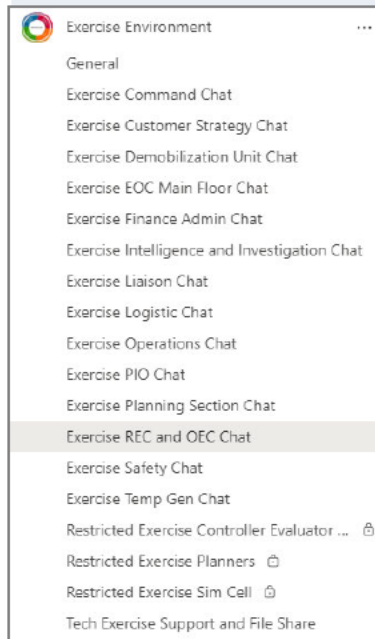 Exercise Environment ...
General
Exercise Command Chat
Exercise Customer Strategy Chat
Exercise Demobilization Unit Chat
Exercise EOC Main Floor Chat
Exercise Finance Admin Chat
Exercise Intelligence and Investigation Chat
Exercise Liaison Chat
Exercise Logistic Chat
Exercise Operations Chat
Exercise PIO Chat
Exercise Planning Section Chat
Exercise REC and OEC Chat
Exercise Safety Chat
Exercise Temp Gen Chat
Restricted Exercise Controller Evaluator ...
Restricted Exercise Planners
Restricted Exercise Sim Cell
Tech Exercise Support and File Share